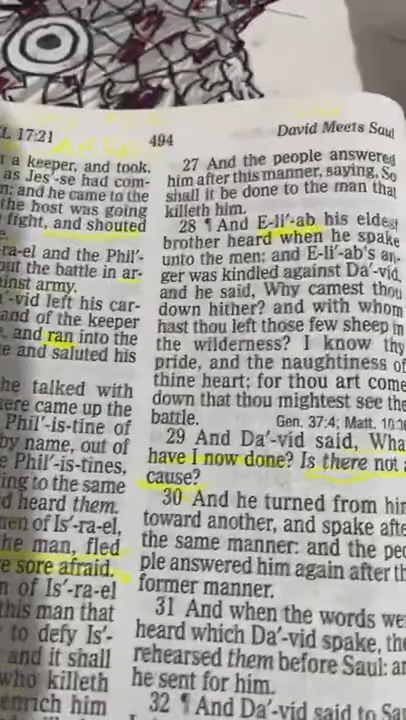 17:21
494
David Meets Saul
a keeper, and took,
as Jes'-se had com-
and he came to the
the host was going
fight, and shouted
ra-el and the Phil'-
the battle in ar-
army.
vid left his car-
and of the keeper
and ran into the
and saluted his
he talked with
came up the
Phil'-is-tine of
by name, out of
Phil'-is-tines,
ing to the same
heard them.
of Is'-ra-el,
he man, fled
sore afraid.
of Is'-ra-el
this man that
to defy Is'-
and it shall
who killeth
enrich him
27 And the people answered
him after this manner, saying, So
shall it be done to the man that
killeth him.
28 ¶ And E-li'-ab his eldest
brother heard when he spake
unto the men; and E-li'-ab's an-
ger was kindled against Da'-vid,
and he said, Why camest thou
down hither? and with whom
hast thou left those few sheep in
the wilderness? I know thy
pride, and the naughtiness of
thine heart; for thou art come
down that thou mightest see the
battle. Gen. 37:4; Matt.
29 And Da'-vid said, Wha
have I now done? Is there not a
cause?
30 And he turned from him
toward another, and spake afte
the same manner: and the peo
ple answered him again after th
former manner.
31 And when the words we
heard which Da'-vid spake, the
rehearsed them before Saul: an
he sent for him.
32 ¶ And Da'-vid said to Sau